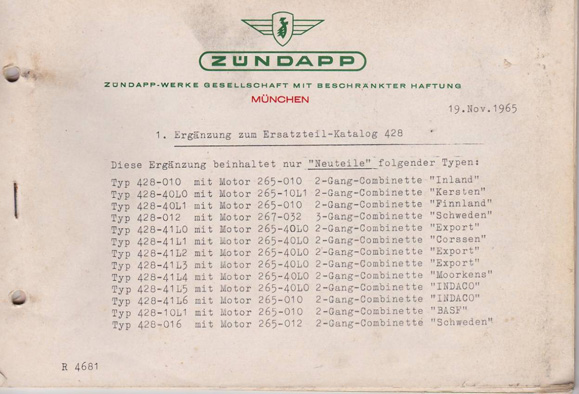 ZÜNDAPP
ZÜNDAPP-WERKE GESELLSCHAFT MIT BESCHRÄNKTER HAFTUNG
MÜNCHEN
19.Nov.1965
1. Ergänzung zum Ersatzteil-Katalog 428
Diese Ergänzung beinhaltet nur "Neuteile" folgender Typen:
Typ 428-010 mit Motor 265-010 2-Gang-Combinette "Inland"
Typ 428-40L0 mit Motor 265-10L1 2-Gang-Combinette "Kersten"
Typ 428-40L1 mit Motor 265-010 2-Gang-Combinette "Finnland"
Typ 428-012 mit Motor 267-032 3-Gang-Combinette "Schweden"
Typ 428-41L0 mit Motor 265-40L0 2-Gang-Combinette "Export"
Typ 428-41L1 mit Motor 265-40L0 2-Gang-Combinette "Corssen"
Typ 428-41L2 mit Motor 265-40L0 2-Gang-Combinette "Export"
Typ 428-41L3 mit Motor 265-40L0 2-Gang-Combinette "Export"
Typ 428-41L4 mit Motor 265-40L0 2-Gang-Combinette "Moorkens"
Typ 428-41L5 mit Motor 265-40L0 2-Gang-Combinette "INDACO"
Typ 428-41L6 mit Motor 265-010 2-Gang-Combinette "INDACO"
Typ 428-10L1 mit Motor 265-010 2-Gang-Combinette "BASF"
Typ 428-016 mit Motor 265-012 2-Gang-Combinette "Schweden"
R 4681